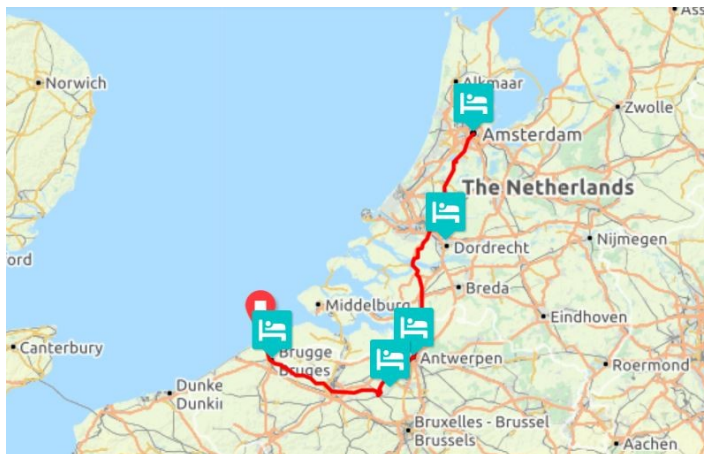 Ass
Norwich
Alkmaar
Zwolle
Amsterdam
The Netherlands
ord
Dordrecht
Nijmegen
Breda
Middelburg
Eindhoven
Canterbury
Brugge
Bruges
Antwerpen
Roermond
Dunke
Dunkii
Bruxelles - Brussel
Brussels
Aachen